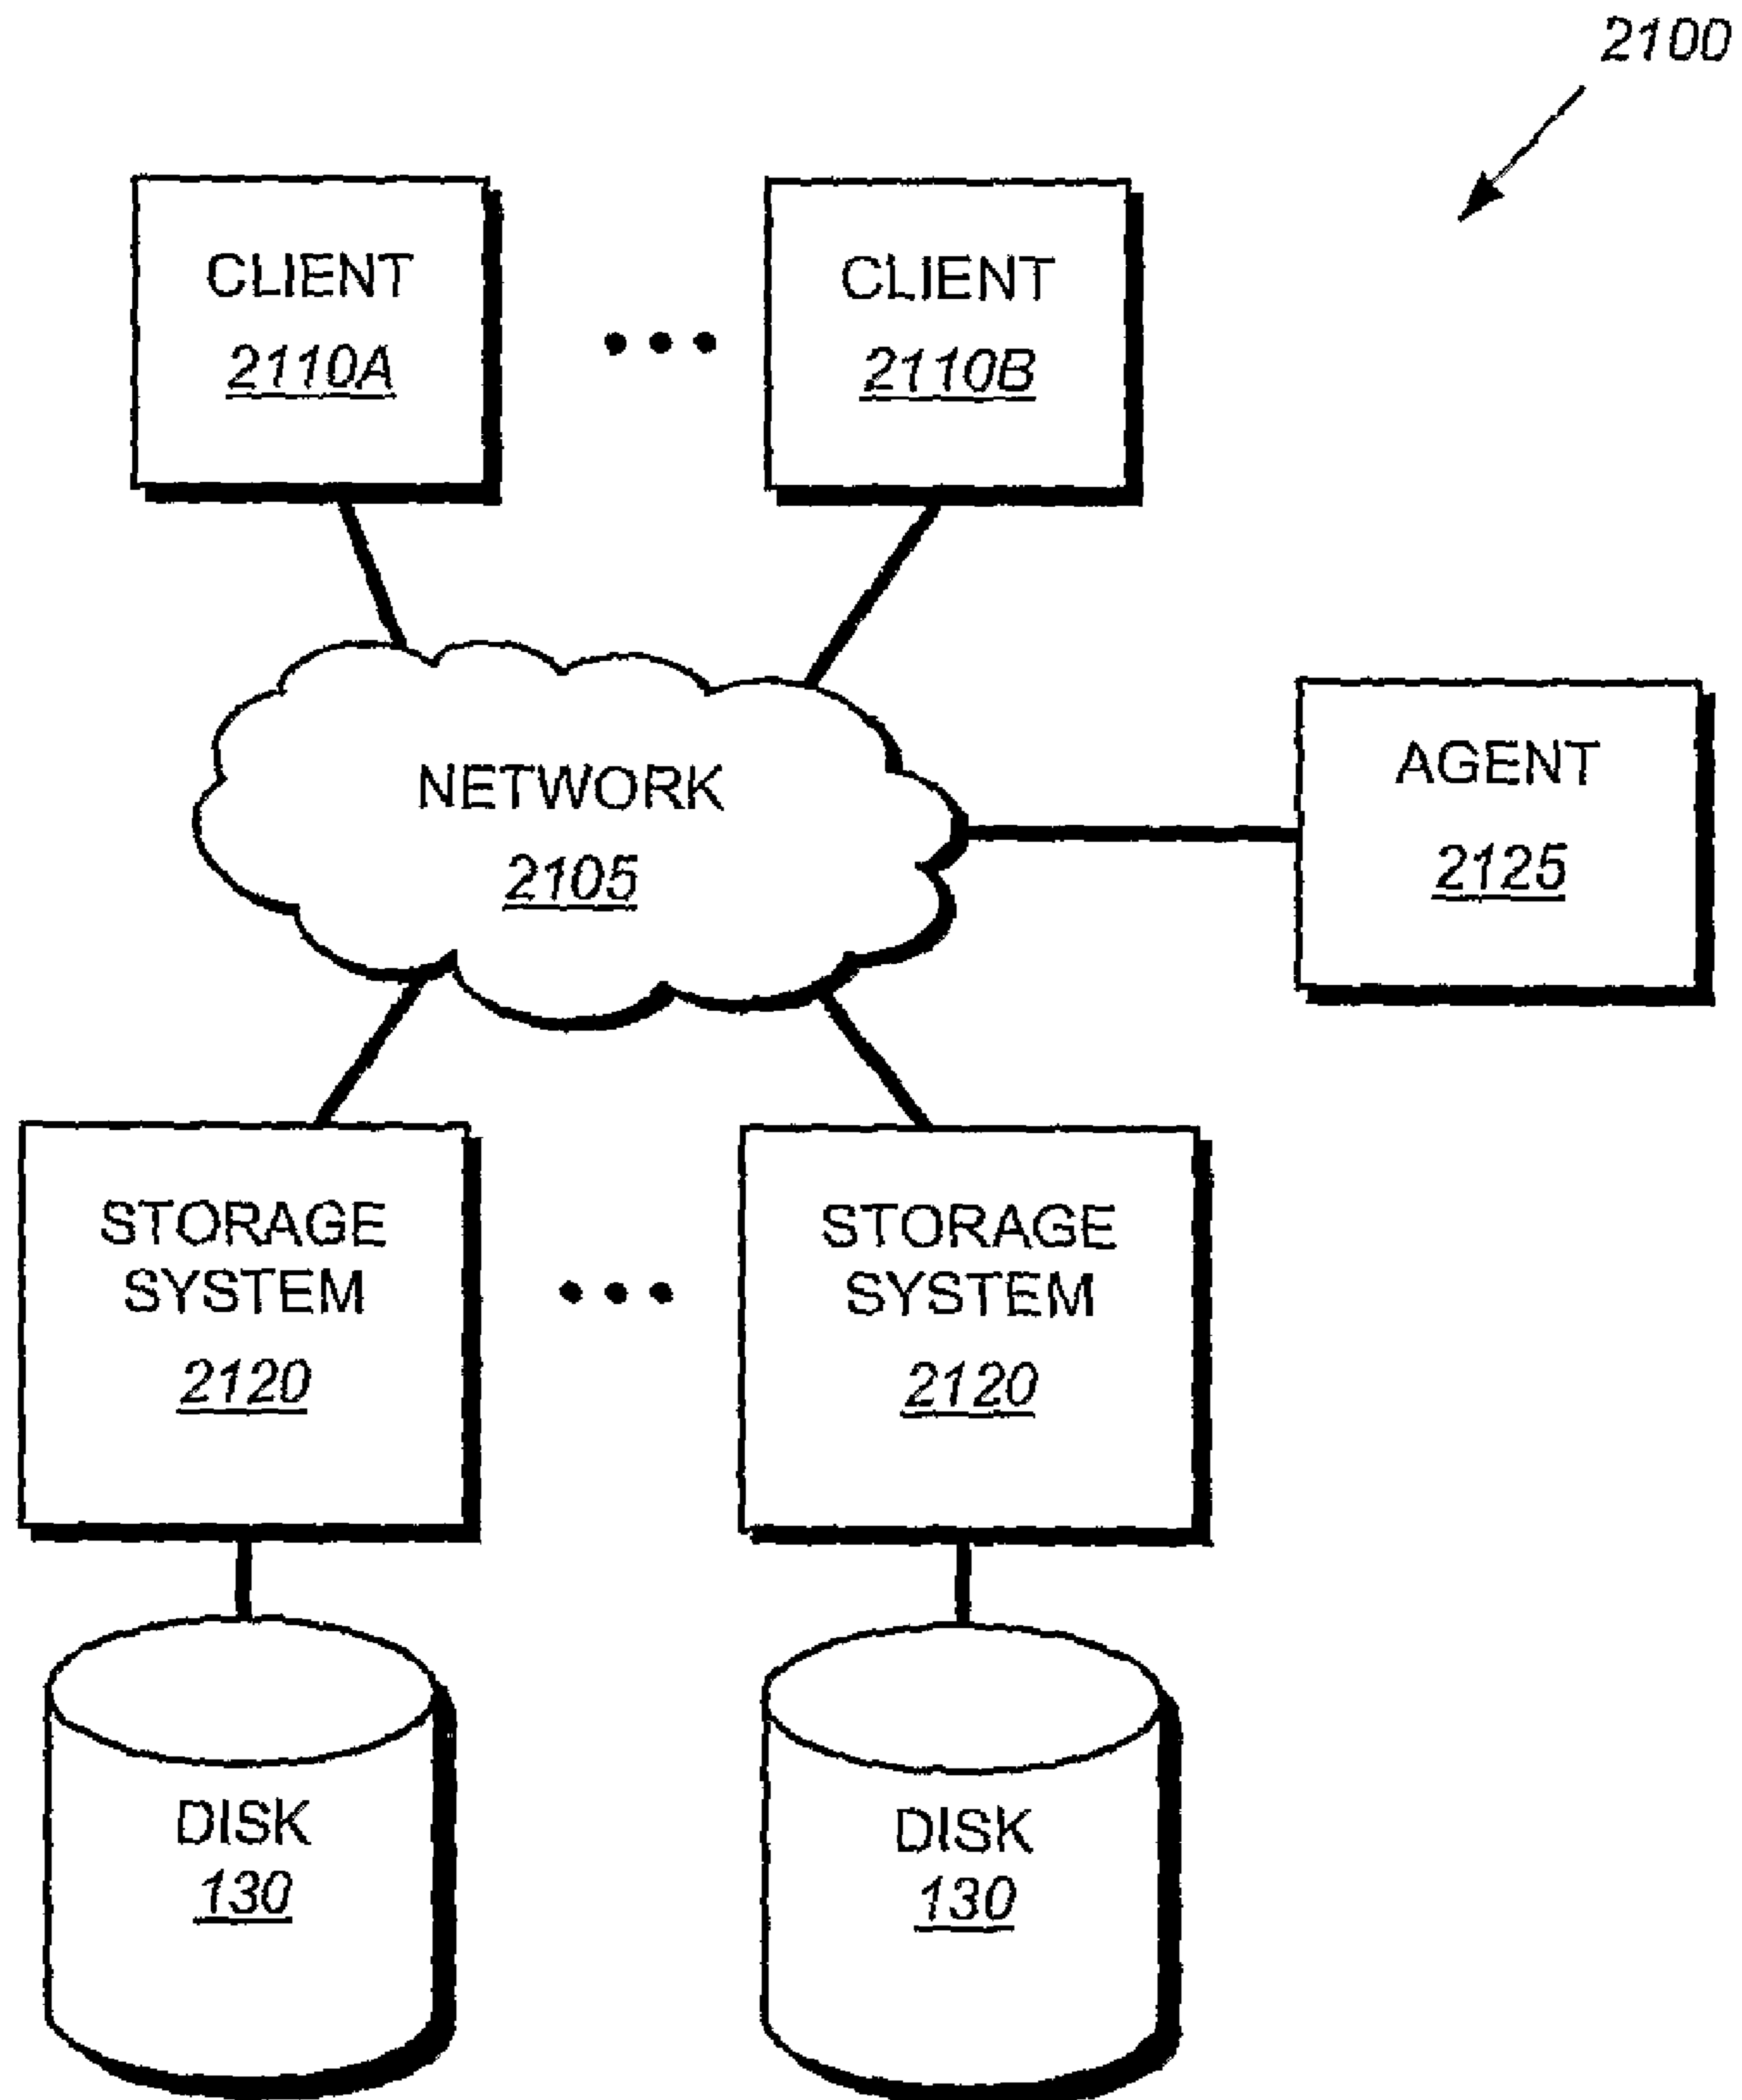 2100
CLIENT
2110A
CLIENT
2110B
NETWORK
2105
AGENT
2125
STORAGE
SYSTEM
2120
STORAGE
SYSTEM
2120
DISK
130
DISK
130